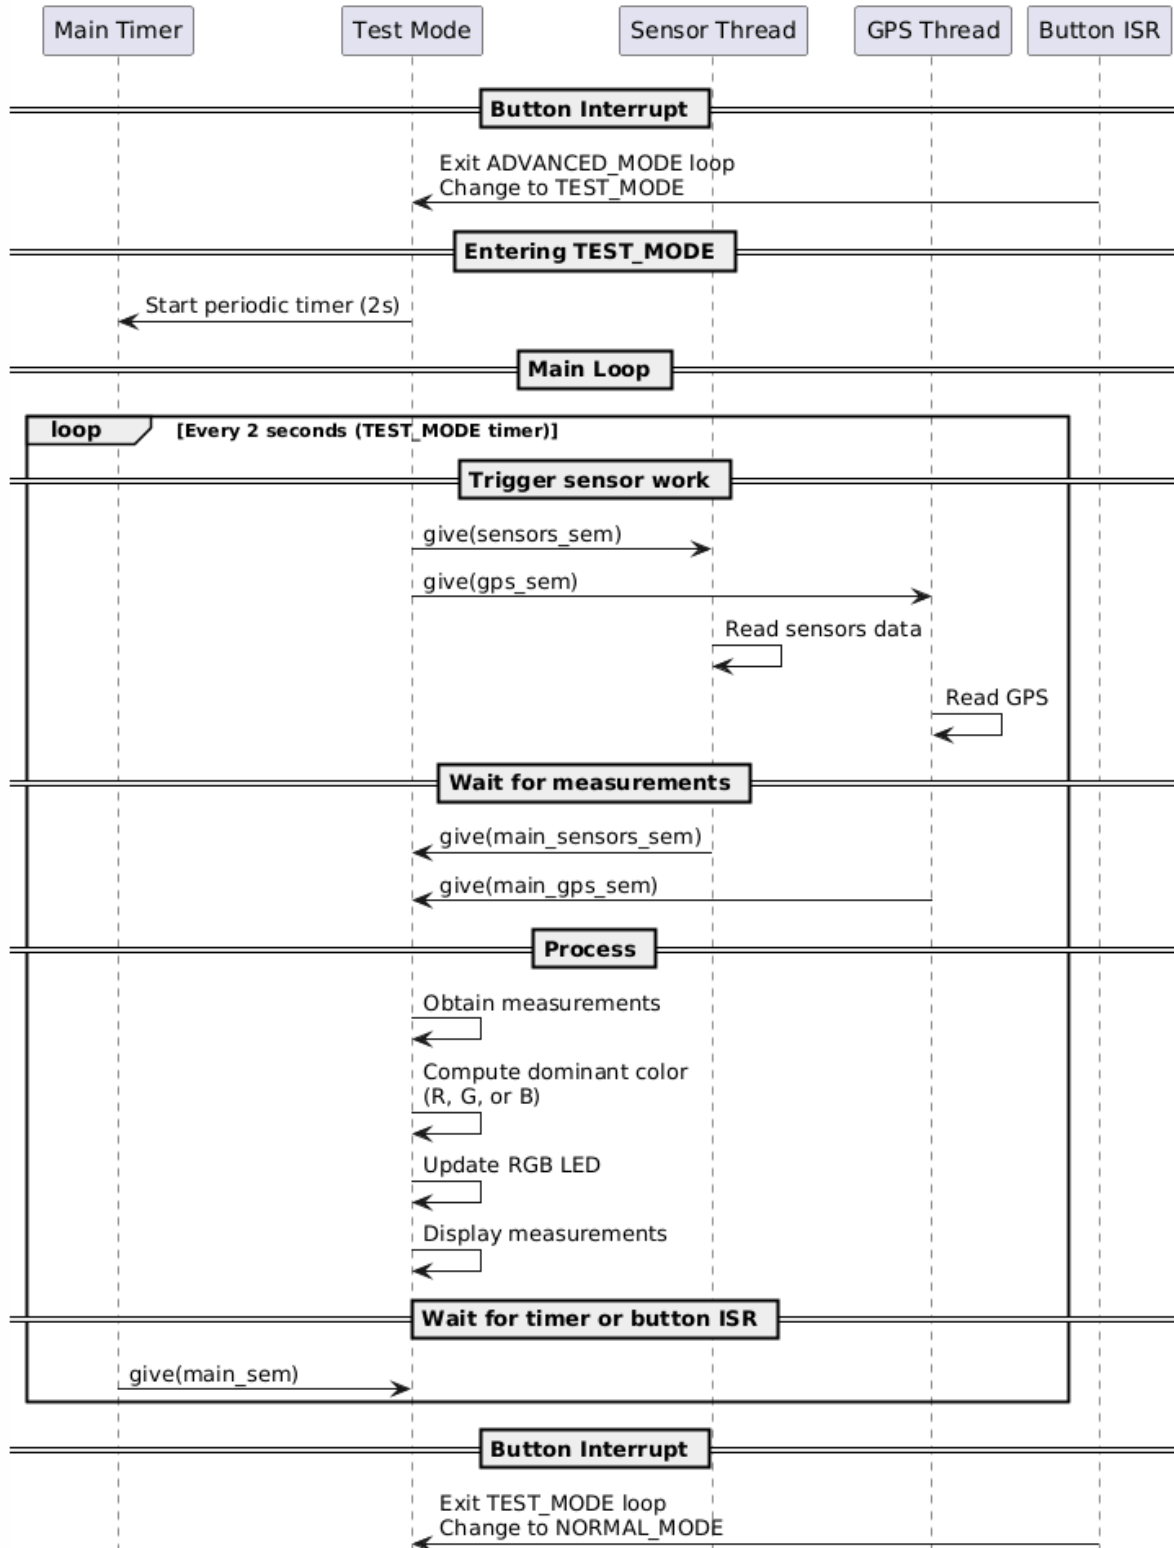 Main Timer
Test Mode
Sensor Thread
GPS Thread
Button ISR
Button Interrupt
Exit ADVANCED_MODE loop
Change to TEST_MODE
Entering TEST_MODE
Start periodic timer (2s)
Main Loop
loop
[Every 2 seconds (TEST_MODE timer)]
Trigger sensor work
give(sensors_sem)
give(gps_sem)
Read sensors data
Read GPS
Wait for measurements
give(main_sensors_sem)
give(main_gps_sem)
Process
Obtain measurements
Compute dominant color
(R, G, or B)
Update RGB LED
Display measurements
Wait for timer or button ISR
give(main_sem)
Button Interrupt
Exit TEST_MODE loop
Change to NORMAL_MODE